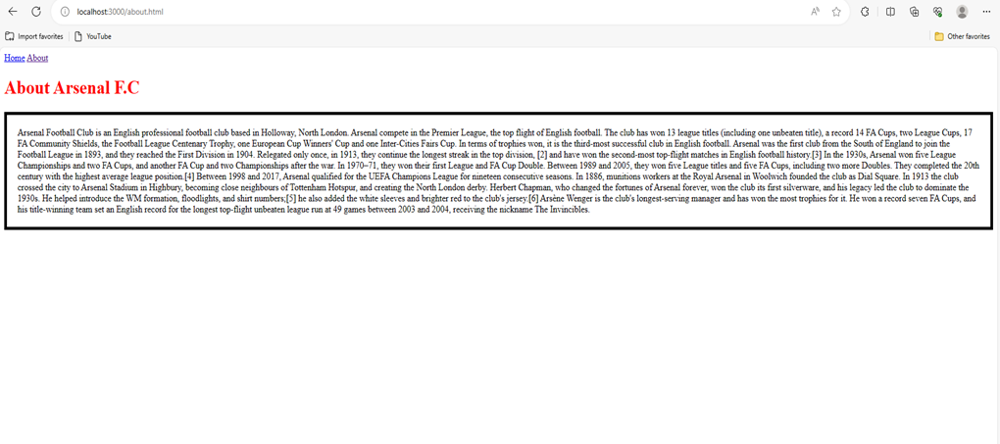 localhost:3000/about.html
Import favorites YouTube Other favorites
Home About
About Arsenal F.C
Arsenal Football Club is an English professional football club based in Holloway, North London. Arsenal compete in the Premier League, the top flight of English football. The club has won 13 league titles (including one unbeaten title), a record 14 FA Cups, two League Cups, 17
FA Community Shields, the Football League Centenary Trophy, one European Cup Winners' Cup and one Inter-Cities Fairs Cup. In terms of trophies won, it is the third-most successful club in English football. Arsenal was the first club from the South of England to join the
Football League in 1893, and they reached the First Division in 1904. Relegated only once, in 1913, they continue the longest streak in the top division, [2] and have won the second-most top-flight matches in English football history.[3] In the 1930s, Arsenal won five League
Championships and two FA Cups, and another FA Cup and two Championships after the war. In 1970–71, they won their first League and FA Cup Double. Between 1989 and 2005, they won five League titles and five FA Cups, including two more Doubles. They completed the 20th
century with the highest average league position.[4] Between 1998 and 2017, Arsenal qualified for the UEFA Champions League for nineteen consecutive seasons. In 1886, munitions workers at the Royal Arsenal in Woolwich founded the club as Dial Square. In 1913 the club
crossed the city to Arsenal Stadium in Highbury, becoming close neighbours of Tottenham Hotspur, and creating the North London derby. Herbert Chapman, who changed the fortunes of Arsenal forever, won the club its first silverware, and his legacy led the club to dominate the
1930s. He helped introduce the WM formation, floodlights, and shirt numbers;[5] he also added the white sleeves and brighter red to the club's jersey.[6] Arsène Wenger is the club's longest-serving manager and has won the most trophies for it. He won a record seven FA Cups, and
his title-winning team set an English record for the longest top-flight unbeaten league run at 49 games between 2003 and 2004, receiving the nickname The Invincibles.